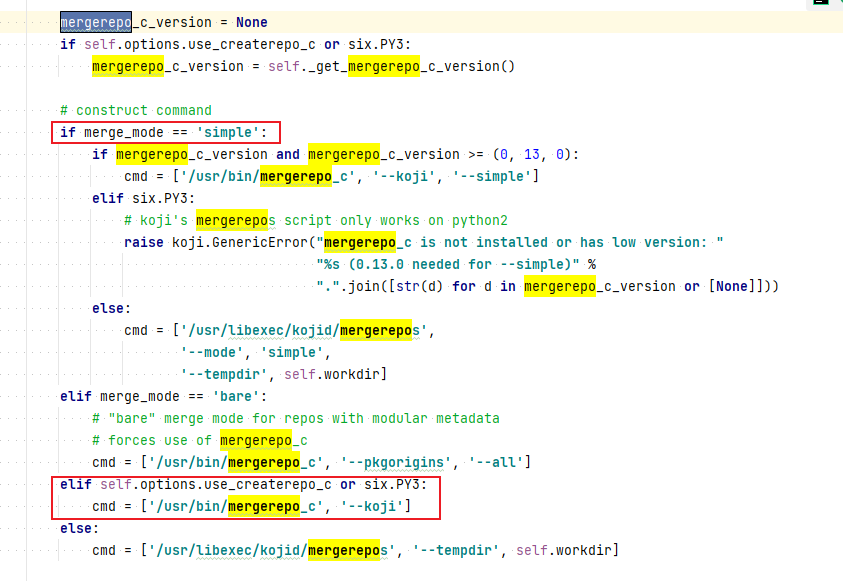 mergerepo_c_version = None
if self.options.use_createrepo_c or six.PY3:
mergerepo_c_version = self._get_mergerepo_c_version()
# construct command
if merge_mode == 'simple':
if mergerepo_c_version and mergerepo_c_version >= (0, 13, 0):
cmd = ['/usr/bin/mergerepo_c', '--koji', '--simple']
elif six.PY3:
# koji's mergerepos script only works on python2
raise koji.GenericError("mergerepo_c is not installed or has low version: "
"%s (0.13.0 needed for --simple)" %
".".join([str(d) for d in mergerepo_c_version or [None]]))
else:
cmd = ['/usr/libexec/kojid/mergerepos',
'--mode', 'simple',
'--tempdir', self.workdir]
elif merge_mode == 'bare':
# "bare" merge mode for repos with modular metadata
# forces use of mergerepo_c
cmd = ['/usr/bin/mergerepo_c', '--pkgorigins', '--all']
elif self.options.use_createrepo_c or six.PY3:
cmd = ['/usr/bin/mergerepo_c', '--koji']
else:
cmd = ['/usr/libexec/kojid/mergerepos', '--tempdir', self.workdir]